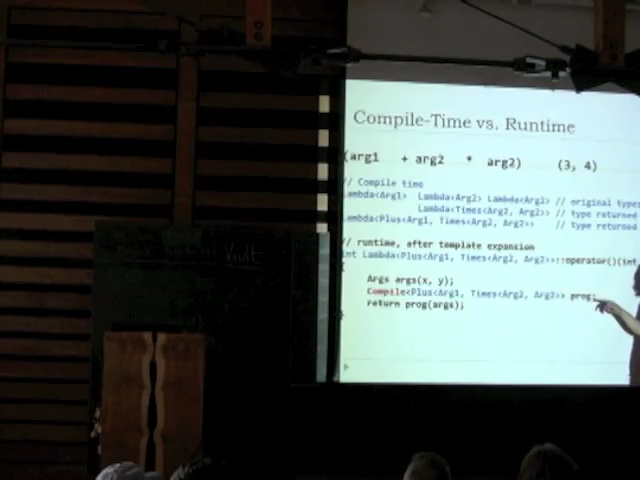 Compile-Time vs. Runtime
(arg1 + arg2 * arg2) (3, 4)
// Compile time
Lambda<Arg1> Lambda<Arg2> Lambda<Arg2> // original types
Lambda<Times<Arg2, Arg2>> // type returned
Lambda<Plus<Arg1, Times<Arg2, Arg2>> // type returned
// runtime, after template expansion
int Lambda<Plus<Arg1, Times<Arg2, Arg2>>::operator()(int
{
Args args(x, y);
Compile<Plus<Arg1, Times<Arg2, Arg2>> prog;
return prog(args);